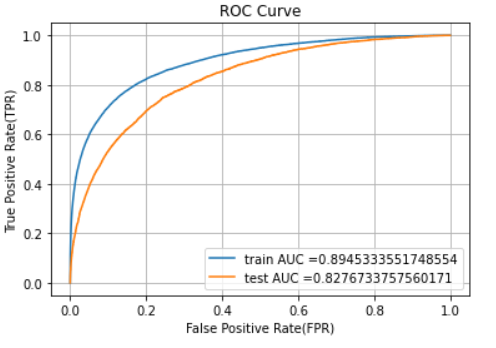 ROC Curve
1.0
0.8
0.6
0.4
0.2
0.0
True Positive Rate(TPR)
train AUC =0.8945333551748554
test AUC =0.8276733757560171
0.0 0.2 0.4 0.6 0.8 1.0
False Positive Rate(FPR)